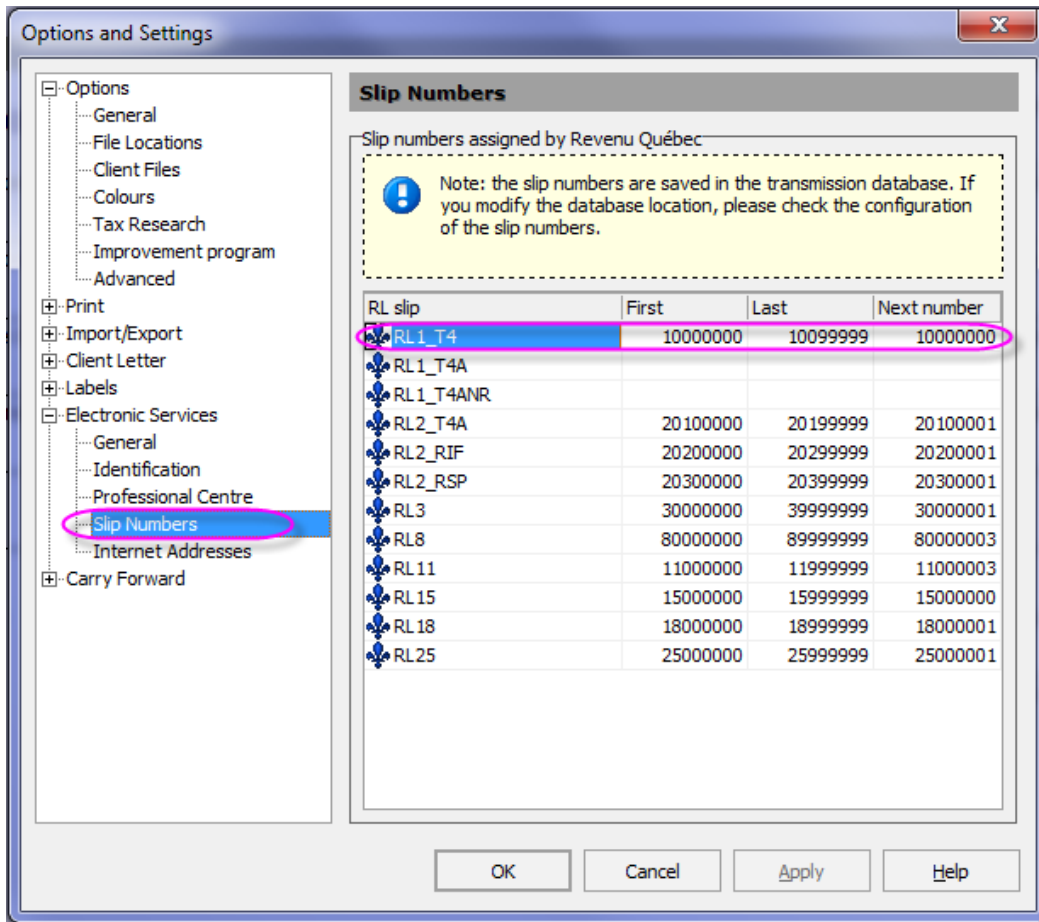 Options and Settings
Options
General
File Locations
Client Files
Colours
Tax Research
Improvement program
Advanced
Print
Import/Export
Client Letter
Labels
Electronic Services
General
Identification
Professional Centre
Slip Numbers
Internet Addresses
Carry Forward
Slip Numbers
Slip numbers assigned by Revenu Québec
Note: the slip numbers are saved in the transmission database. If
you modify the database location, please check the configuration
of the slip numbers.
RL slip First Last Next number
RL1_T4 10000000 10099999 10000000
RL1_T4A
RL1_T4ANR
RL2_T4A 20100000 20199999 20100001
RL2_RIF 20200000 20299999 20200001
RL2_RSP 20300000 20399999 20300001
RL3 30000000 39999999 30000001
RL8 80000000 89999999 80000003
RL11 11000000 11999999 11000003
RL15 15000000 15999999 15000000
RL18 18000000 18999999 18000001
RL25 25000000 25999999 25000001
OK Cancel Apply Help